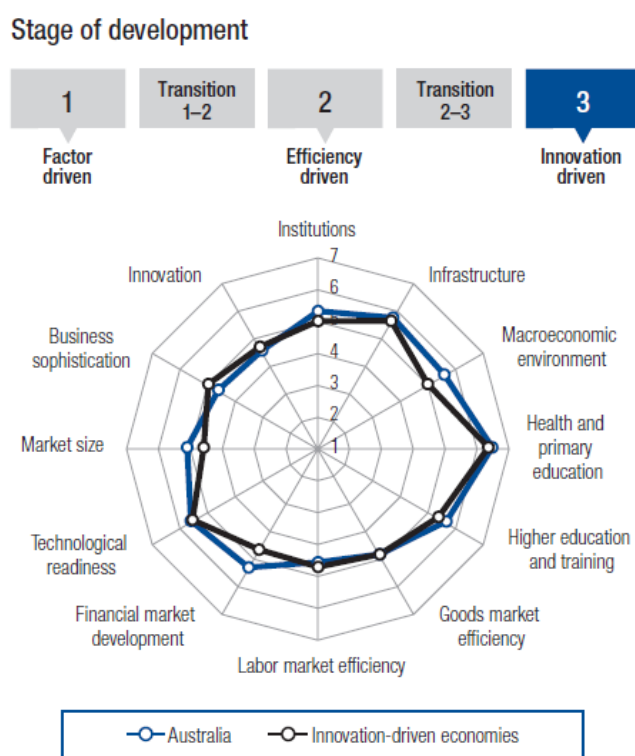 Stage of development
1
Transition
1–2
2
Transition
2–3
3
Factor
driven
Efficiency
driven
Innovation
driven
Institutions
Infrastructure
Macroeconomic
environment
Health and
primary
education
Higher education
and training
Goods market
efficiency
Labor market efficiency
Financial market
development
Technological
readiness
Market size
Business
sophistication
Innovation
7
6
5
4
3
2
1
Australia
Innovation-driven economies